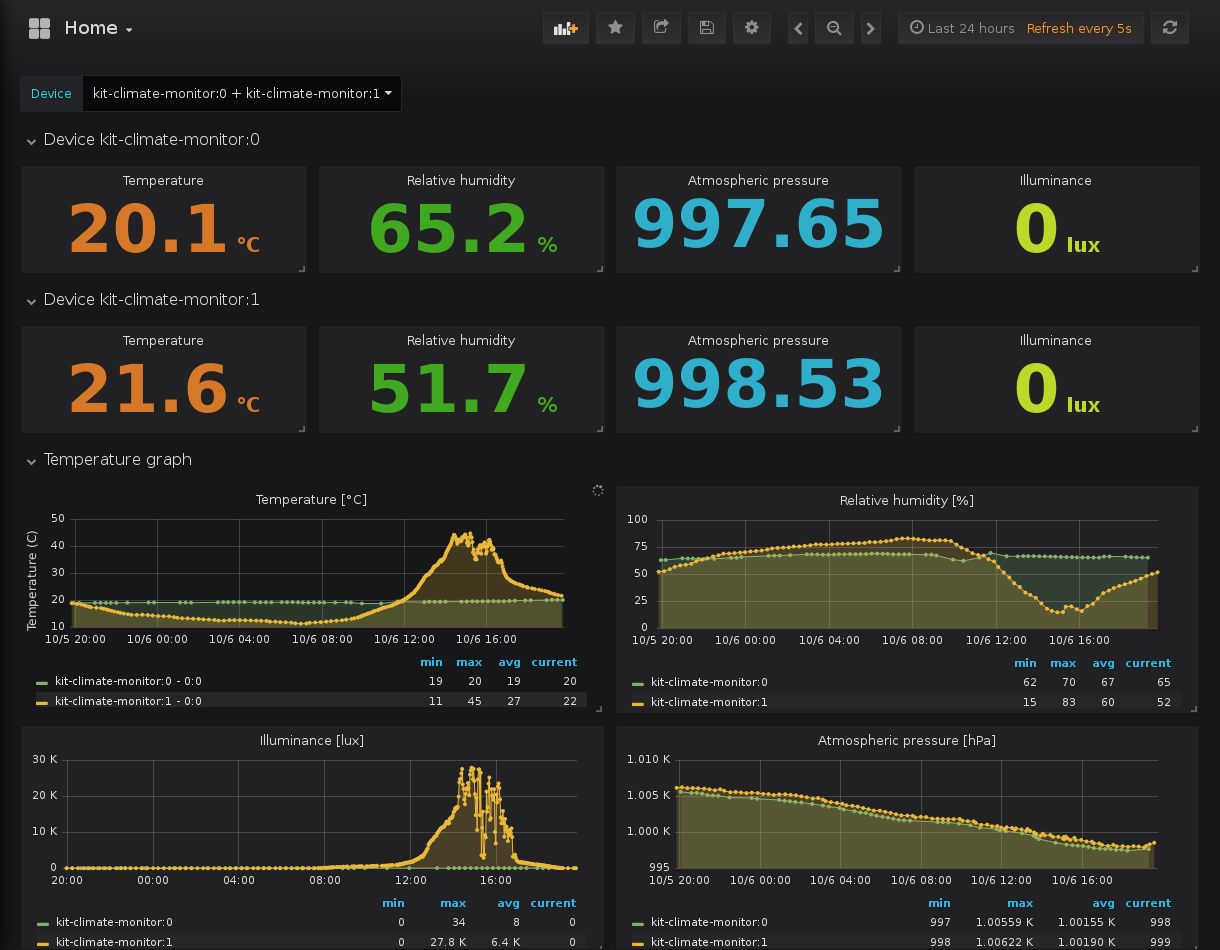 Home
Last 24 hours Refresh every 5s
Device kit-climate-monitor:0 + kit-climate-monitor:1
Device kit-climate-monitor:0
Temperature Relative humidity Atmospheric pressure Illuminance
20.1 °C 65.2 % 997.65 0 lux
Device kit-climate-monitor:1
Temperature Relative humidity Atmospheric pressure Illuminance
21.6 °C 51.7 % 998.53 0 lux
Temperature graph
Temperature [°C]
Temperature (C)
50
40
30
20
10
10/5 20:00 10/6 00:00 10/6 04:00 10/6 08:00 10/6 12:00 10/6 16:00
min max avg current
kit-climate-monitor:0 - 0:0 19 20 19 20
kit-climate-monitor:1 - 0:0 11 45 27 22
Relative humidity [%]
100
75
50
25
0
10/5 20:00 10/6 00:00 10/6 04:00 10/6 08:00 10/6 12:00 10/6 16:00
min max avg current
kit-climate-monitor:0 62 70 67 65
kit-climate-monitor:1 15 83 60 52
Illuminance [lux]
30 K
20 K
10 K
0
20:00 00:00 04:00 08:00 12:00 16:00
min max avg current
kit-climate-monitor:0 0 34 8 0
kit-climate-monitor:1 0 27.8 K 6.4 K 0
Atmospheric pressure [hPa]
1.010 K
1.005 K
1.000 K
995
10/5 20:00 10/6 00:00 10/6 04:00 10/6 08:00 10/6 12:00 10/6 16:00
min max avg current
kit-climate-monitor:0 997 1.00559 K 1.00155 K 998
kit-climate-monitor:1 998 1.00622 K 1.00190 K 999